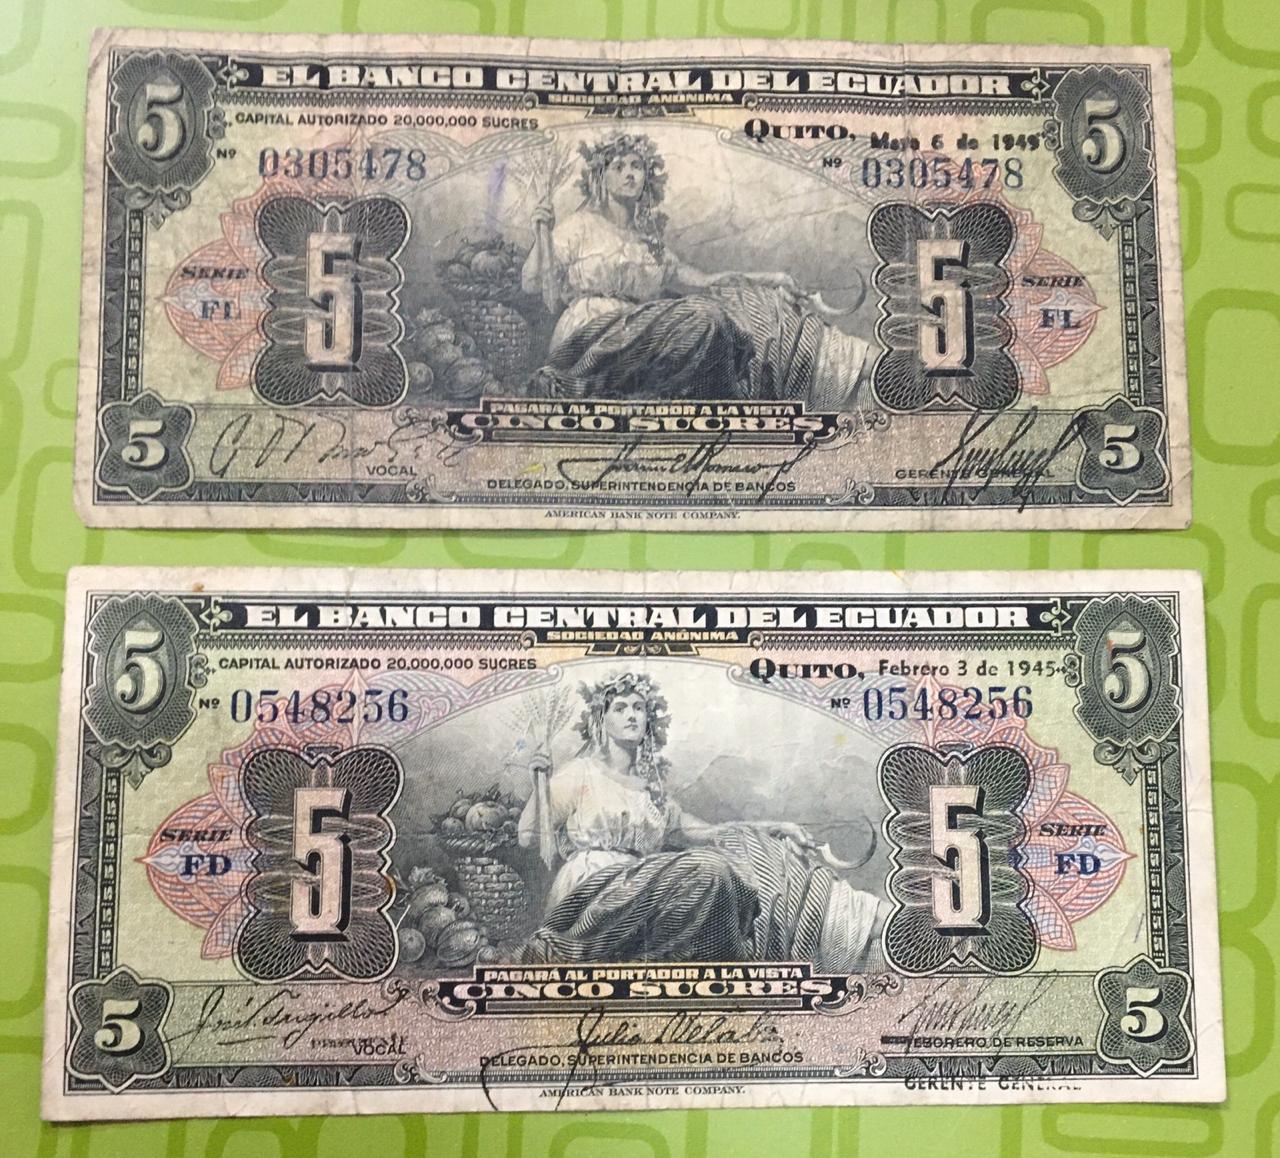 5 EL BANCO CENTRAL DEL ECUADOR 5
SOCIEDAD ANÓNIMA
CAPITAL AUTORIZADO 20,000,000 SUCRES
QUITO, Mayo 6 de 1949
Nº 0305478
Nº 0305478
SERIE
FL
5
5
SERIE
FL
PAGARÁ AL PORTADOR A LA VISTA
CINCO SUCRES
5
VOCAL
DELEGADO, SUPERINTENDENCIA DE BANCOS
GERENTE GENERAL
5
AMERICAN BANK NOTE COMPANY.
5 EL BANCO CENTRAL DEL ECUADOR 5
SOCIEDAD ANÓNIMA
CAPITAL AUTORIZADO 20,000,000 SUCRES
QUITO, Febrero 3 de 1945
Nº 0548256
Nº 0548256
SERIE
FD
5
5
SERIE
FD
PAGARÁ AL PORTADOR A LA VISTA
CINCO SUCRES
5
José Trujillo
VOCAL
DELEGADO, SUPERINTENDENCIA DE BANCOS
TESORERO DE RESERVA
GERENTE GENERAL
5
AMERICAN BANK NOTE COMPANY.